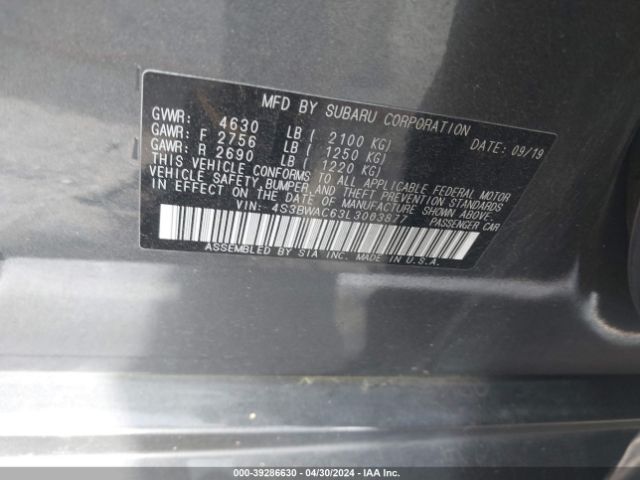 MFD BY SUBARU CORPORATION
GVWR: 4630 LB ( 2100 KG) DATE: 09/19
GAWR: F 2756 LB ( 1250 KG)
GAWR: R 2690 LB ( 1220 KG)
THIS VEHICLE CONFORMS TO ALL APPLICABLE FEDERAL MOTOR
VEHICLE SAFETY, BUMPER, AND THEFT PREVENTION STANDARDS
IN EFFECT ON THE DATE OF MANUFACTURE SHOWN ABOVE.
VIN: 4S3BWAC63L3003877 PASSENGER CAR
ASSEMBLED BY SIA INC. MADE IN U.S.A.
000-39286630 - 04/30/2024 - IAA Inc.